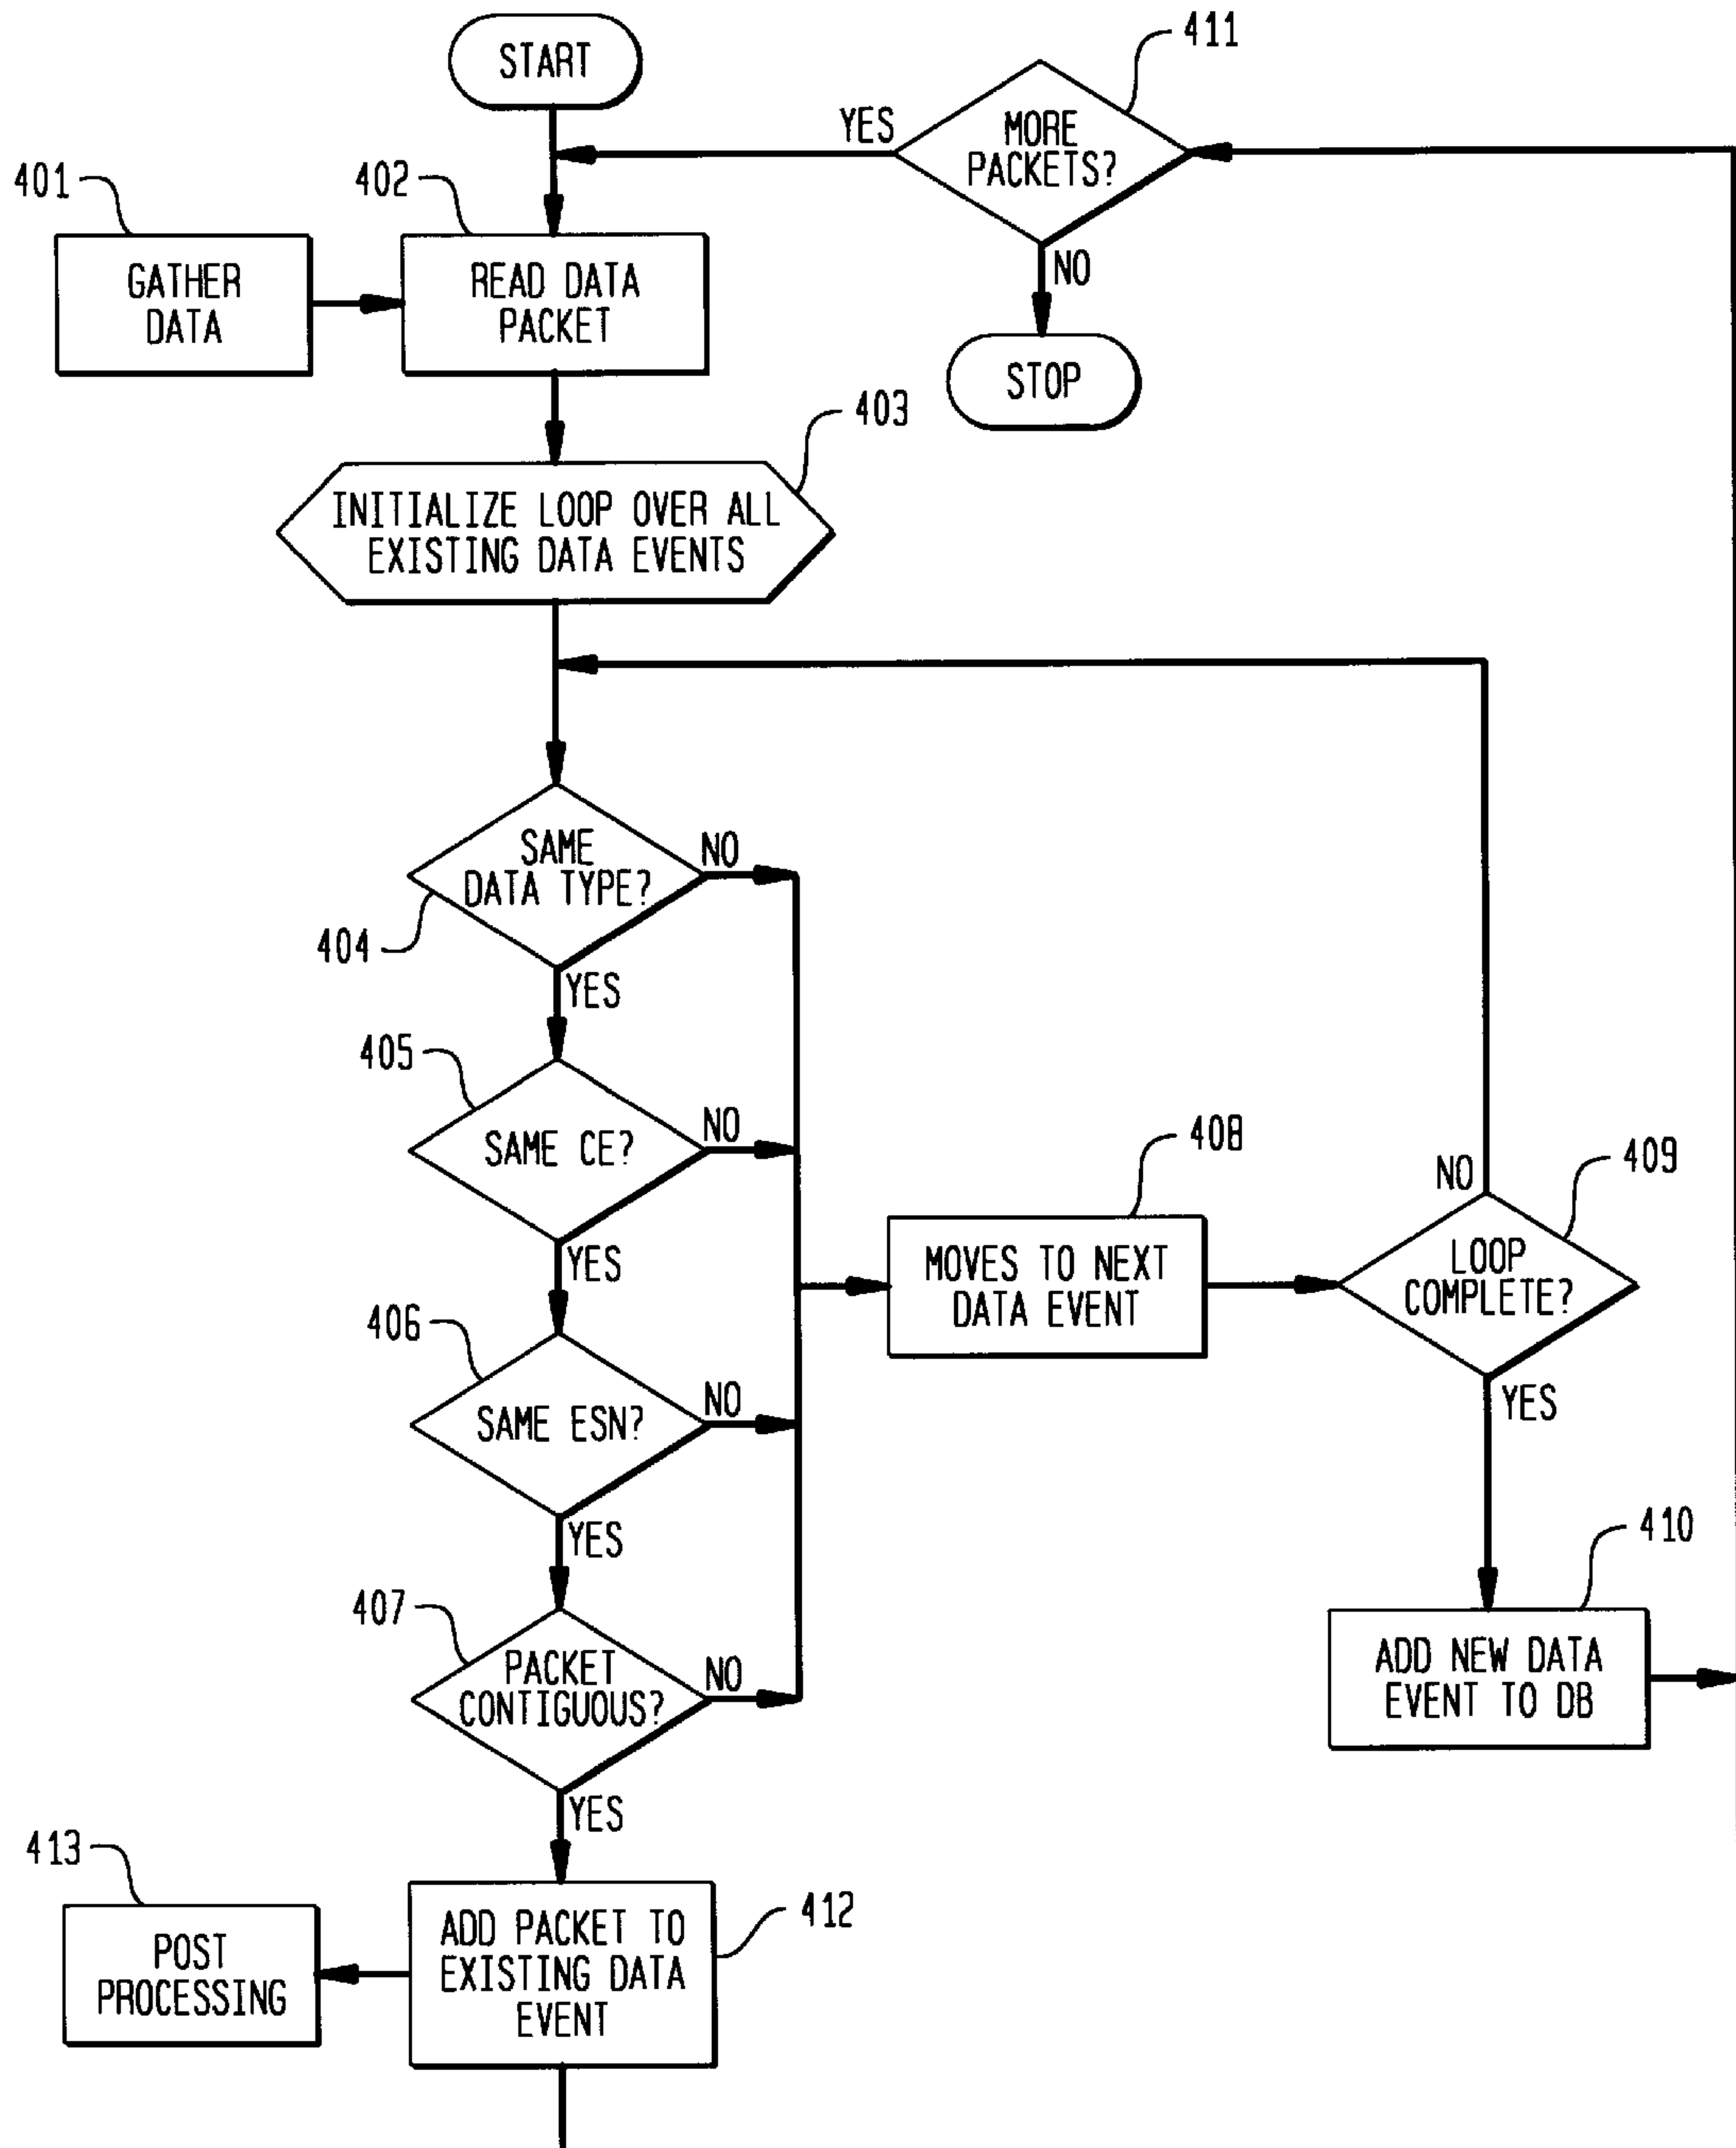 START
411
YES
MORE
PACKETS?
401
402
GATHER
DATA
READ DATA
PACKET
NO
STOP
403
INITIALIZE LOOP OVER ALL
EXISTING DATA EVENTS
SAME
DATA TYPE?
NO
404
YES
405
SAME CE?
NO
408
409
NO
YES
MOVES TO NEXT
DATA EVENT
LOOP
COMPLETE?
406
SAME ESN?
NO
YES
YES
410
407
PACKET
CONTIGUOUS?
NO
ADD NEW DATA
EVENT TO DB
YES
413
412
POST
PROCESSING
ADD PACKET TO
EXISTING DATA
EVENT